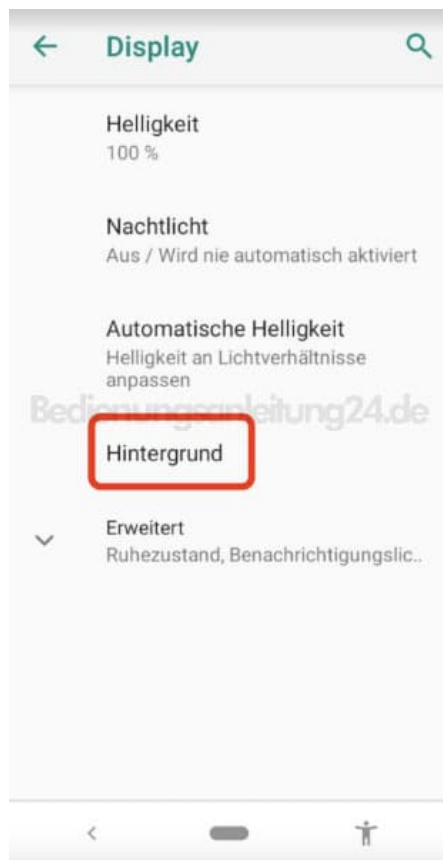 Display
Helligkeit
100 %
Nachtlicht
Aus / Wird nie automatisch aktiviert
Automatische Helligkeit
Helligkeit an Lichtverhältnisse
anpassen
Bedienungsanleitung24.de
Hintergrund
Erweitert
Ruhezustand, Benachrichtigungslic..